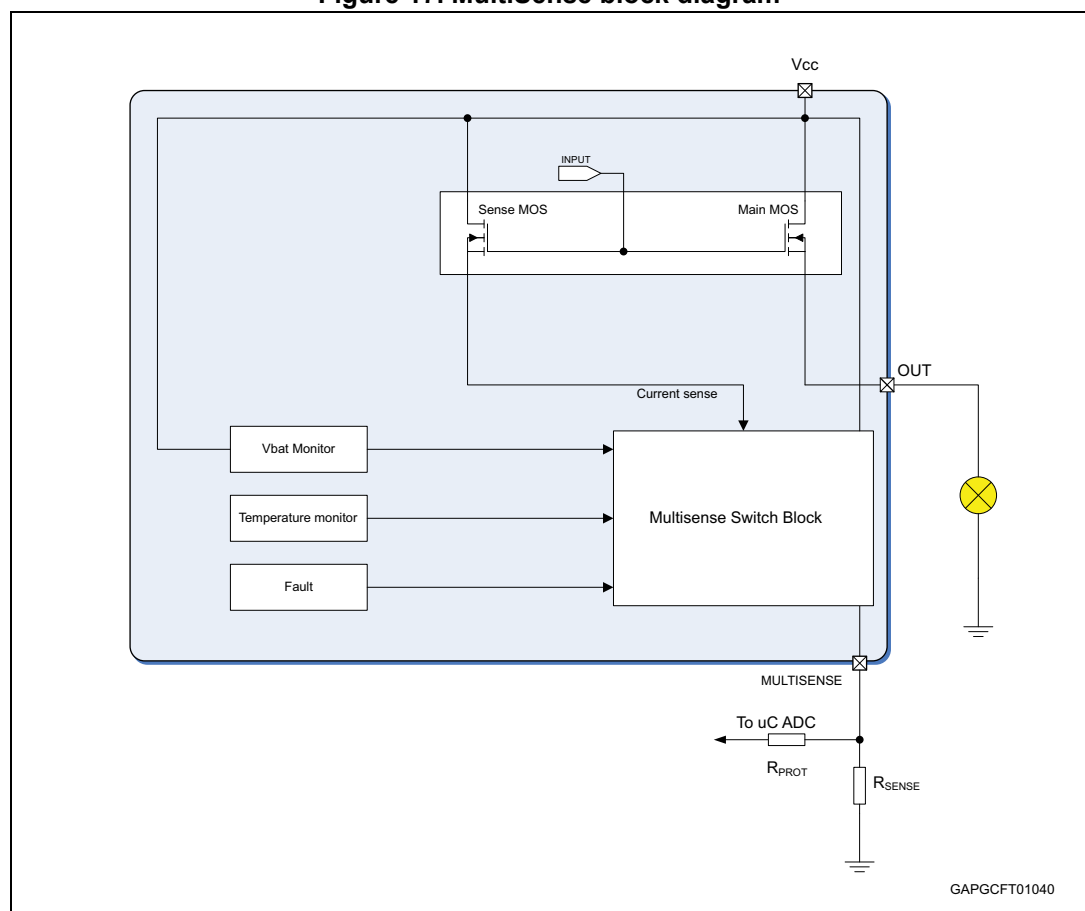 Figure 17. MultiSense block diagram
Vcc
INPUT
Sense MOS
Main MOS
OUT
Current sense
Vbat Monitor
Temperature monitor
Multisense Switch Block
Fault
MULTISENSE
To uC ADC
RPROT
RSENSE
GAPGCFT01040